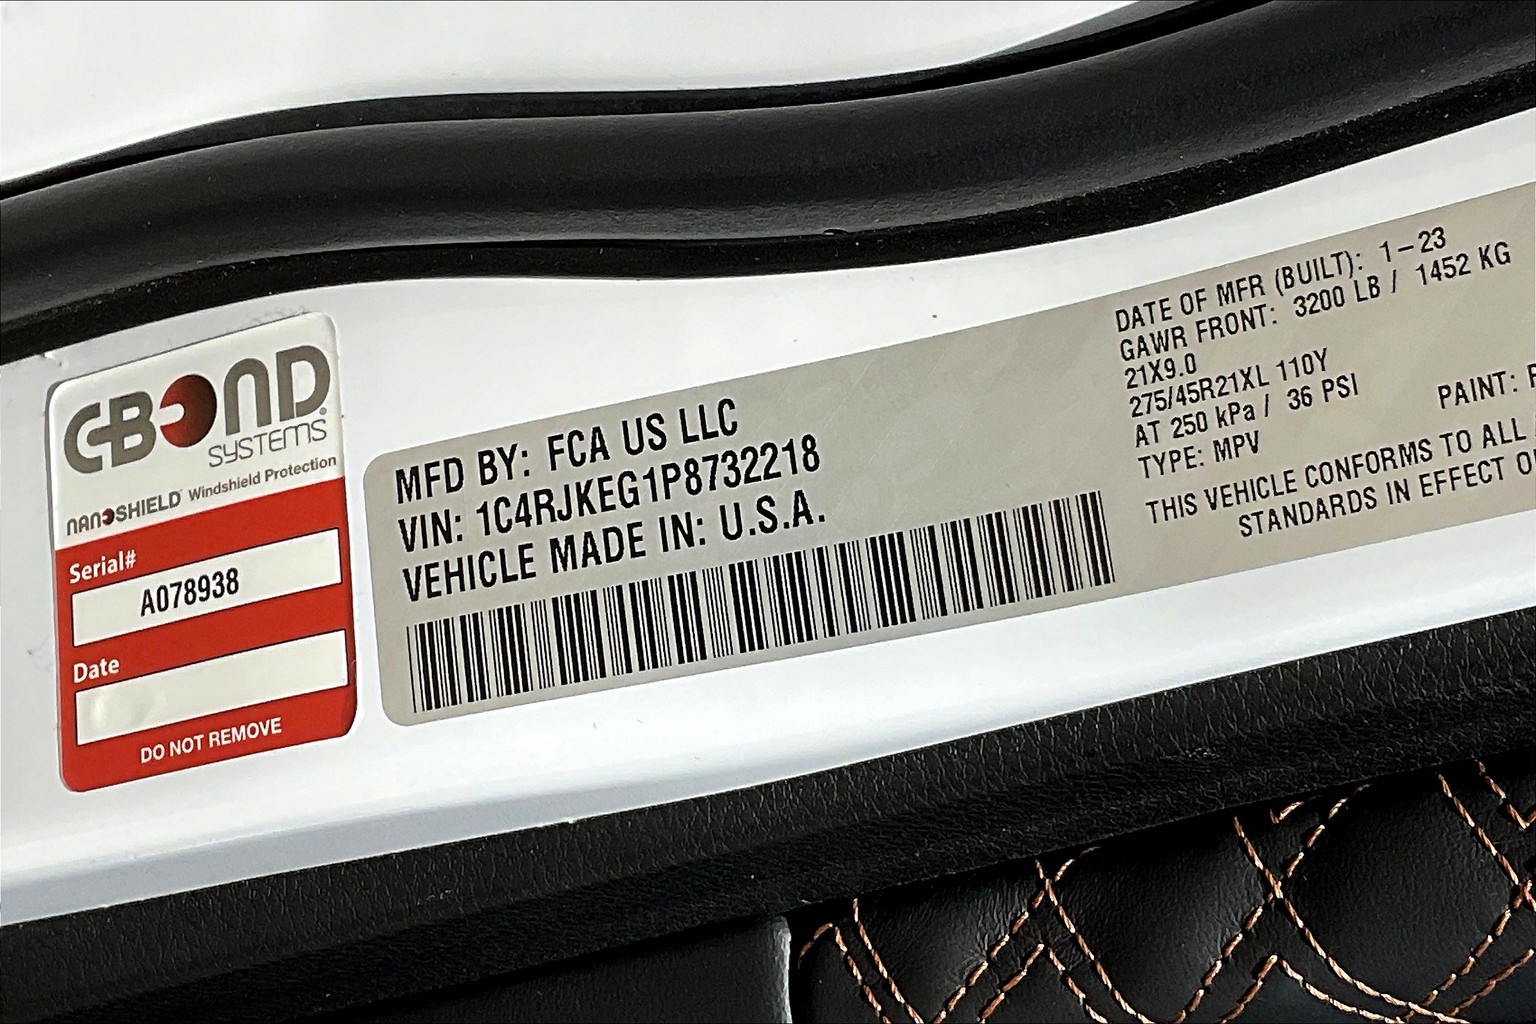 C-BOND
SYSTEMS
NANOSHIELD Windshield Protection
Serial#
A078938
Date
DO NOT REMOVE
MFD BY: FCA US LLC
VIN: 1C4RJKEG1P8732218
VEHICLE MADE IN: U.S.A.
DATE OF MFR (BUILT): 1-23
GAWR FRONT: 3200 LB / 1452 KG
21X9.0
275/45R21XL 110Y
AT 250 kPa / 36 PSI
TYPE: MPV
PAINT:
THIS VEHICLE CONFORMS TO ALL
STANDARDS IN EFFECT